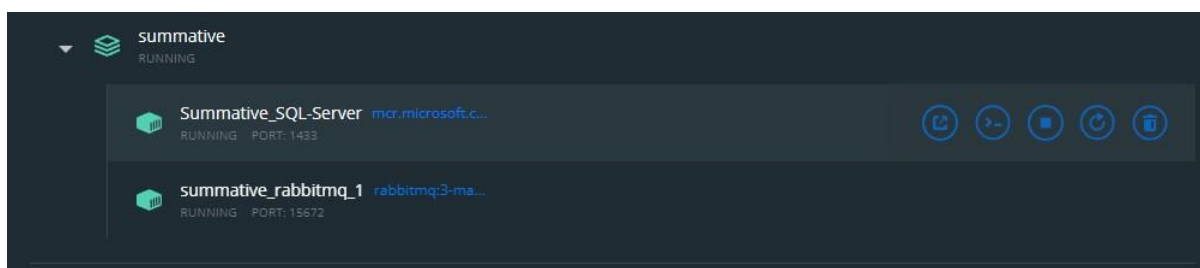 summative
RUNNING
Summative_SQL-Server mcr.microsoft.c...
RUNNING PORT: 1433
summative_rabbitmq_1 rabbitmq:3-ma...
RUNNING PORT: 15672